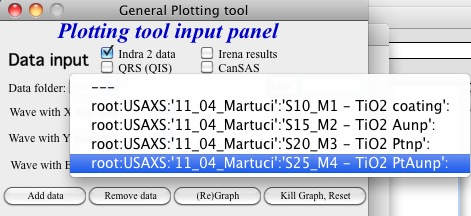 General Plotting tool
Plotting tool input panel
Data input
Indra 2 data
Irena results
QRS (QIS)
CanSAS
Data folder:
---
root:USAXS:'11_04_Martuci':'S10_M1 - TiO2 coating':
Wave with X
root:USAXS:'11_04_Martuci':'S15_M2 - TiO2 Aunp':
Wave with Y
root:USAXS:'11_04_Martuci':'S20_M3 - TiO2 Ptnp':
Wave with E
root:USAXS:'11_04_Martuci':'S25_M4 - TiO2 PtAunp':
Add data
Remove data
(Re)Graph
Kill Graph, Reset